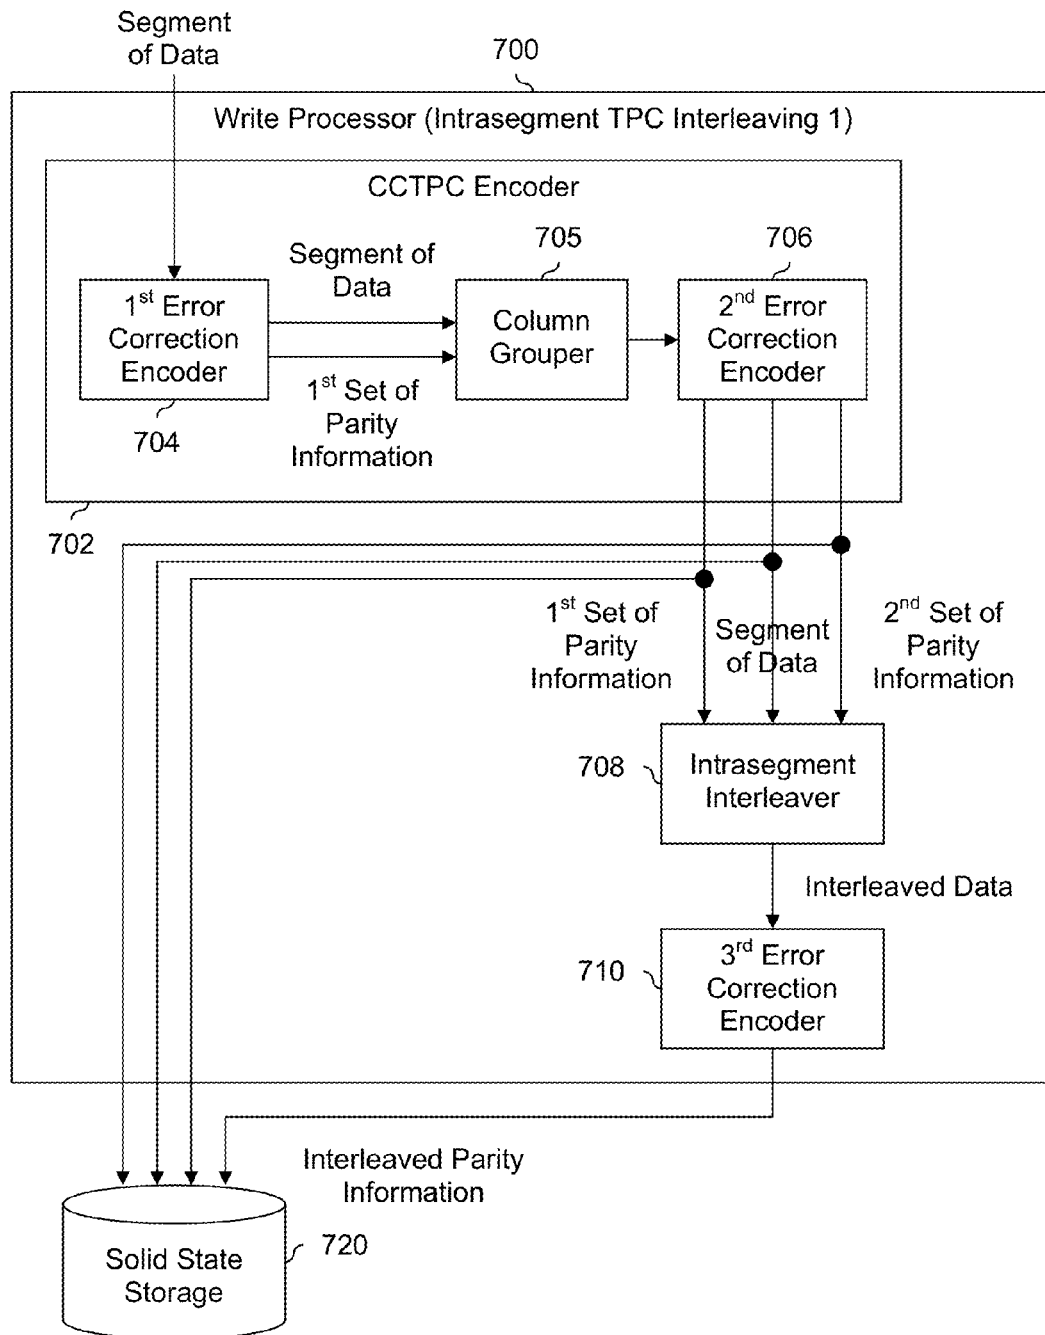 Segment
of Data
700
Write Processor (Intrasegment TPC Interleaving 1)
CCTPC Encoder
Segment of
Data
705
706
1st Error
Correction
Encoder
Column
Grouper
2nd Error
Correction
Encoder
704
1st Set of
Parity
Information
702
1st Set of
Parity
Information
Segment
of Data
2nd Set of
Parity
Information
708
Intrasegment
Interleaver
Interleaved Data
710
3rd Error
Correction
Encoder
Interleaved Parity
Information
Solid State
Storage
720